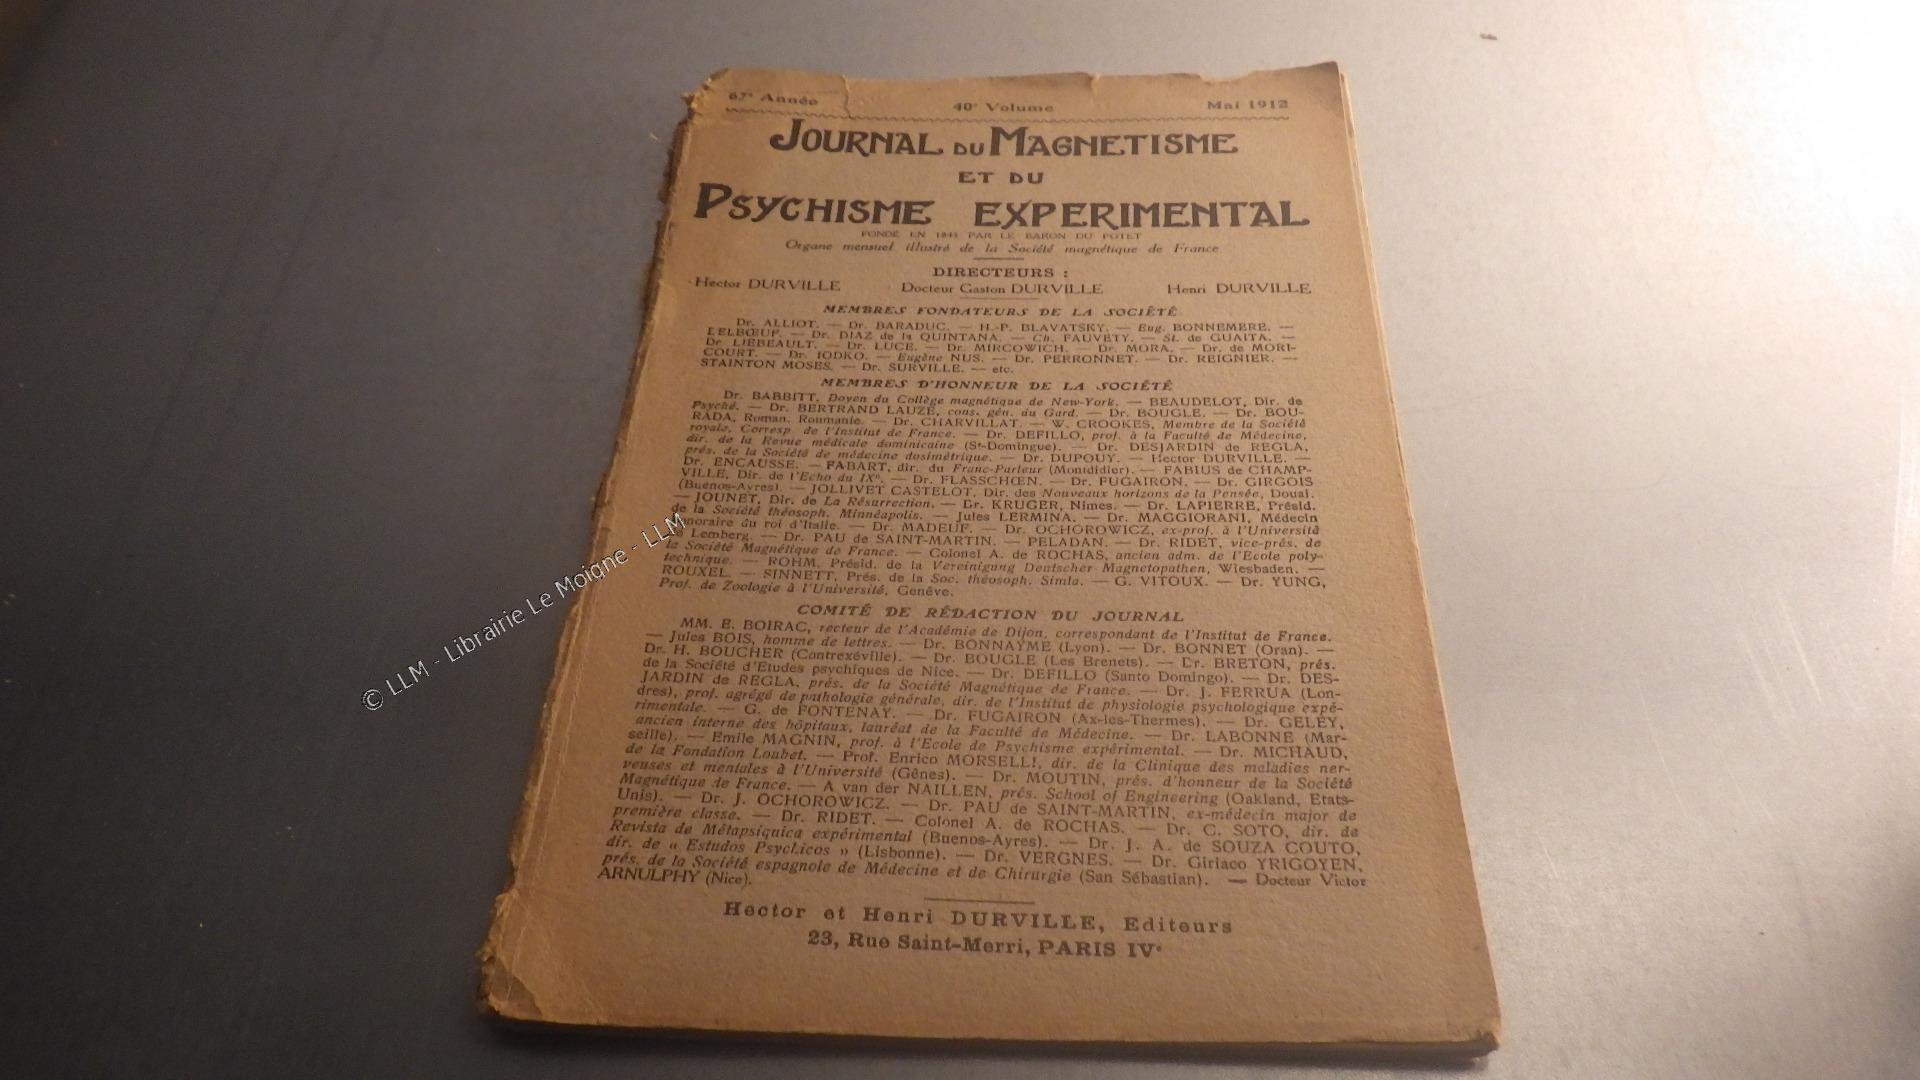 67e Année 40e Volume Mai 1912
JOURNAL DU MAGNETISME
ET DU
PSYCHISME EXPERIMENTAL
FONDÉ EN 1845 PAR LE BARON DU POTET
Organe mensuel illustré de la Société magnétique de France
DIRECTEURS :
Hector DURVILLE Docteur Gaston DURVILLE Henri DURVILLE
MEMBRES FONDATEURS DE LA SOCIÉTÉ
Dr. ALLIOT. — Dr. BARADUC. — H.-P. BLAVATSKY. — Eug. BONNEMERE. —
LELBŒUF. — Dr. DIAZ de la QUINTANA. — Ch. FAUVETY. — St. de GUAITA. —
Dr LIEBEAULT. — Dr. LUCE. — Dr. MIRCOWICH. — Dr. MORA. — Dr. de MORI-
COURT. — Dr. IODKO. — Eugène NUS. — Dr. PERRONNET. — Dr. REIGNIER. —
STAINTON MOSES. — Dr. SURVILLE. — etc.
MEMBRES D'HONNEUR DE LA SOCIÉTÉ
Dr. BABBITT, Doyen du Collège magnétique de New-York. — BEAUDELOT, Dir. de
Psyché. — Dr. BERTRAND LAUZE, cons. gén. du Gard. — Dr. BOUGLE. — Dr. BOU-
RADA, Roman. Roumanie. — Dr. CHARVILLAT. — W. CROOKES, Membre de la Société
royale, Corresp. de l'Institut de France. — Dr. DEFILLO, prof. à la Faculté de Médecine,
dir. de la Revue médicale dominicaine (St-Domingue). — Dr. DESJARDIN de REGLA,
prés. de la Société de médecine dosimétrique. — Dr. DUPOUY. — Hector DURVILLE. —
Dr. ENCAUSSE. — FABART, dir. du Franc-Parleur (Montdidier). — FABIUS de CHAMP-
VILLE, Dir. de l'Echo du IXe. — Dr. FLASSCHŒN. — Dr. FUGAIRON. — Dr. GIRGOIS
(Buenos-Ayres). — JOLLIVET CASTELOT, Dir. des Nouveaux horizons de la Pensée, Douai.
— JOUNET, Dir. de La Résurrection. — Er. KRUGER, Nimes. — Dr. LAPIERRE, Présid.
de la Société théosoph. Minnéapolis. — Jules LERMINA. — Dr. MAGGIORANI, Médecin
honoraire du roi d'Italie. — Dr. MADEUF. — Dr. OCHOROWICZ, ex-prof. à l'Université
de Lemberg. — Dr. PAU de SAINT-MARTIN. — PELADAN. — Dr. RIDET, vice-prés. de
la Société Magnétique de France. — Colonel A. de ROCHAS, ancien adm. de l'Ecole poly-
technique. — ROHM, Présid. de la Vereinigung Deutscher Magnetopathen, Wiesbaden. —
ROUXEL. — SINNETT, Prés. de la Soc. théosoph. Simla. — G. VITOUX. — Dr. YUNG,
Prof. de Zoologie à l'Université, Genève.
COMITÉ DE RÉDACTION DU JOURNAL
MM. E. BOIRAC, recteur de l'Académie de Dijon, correspondant de l'Institut de France.
— Jules BOIS, homme de lettres. — Dr. BONNAYME (Lyon). — Dr. BONNET (Oran). —
Dr. H. BOUCHER (Contrexéville). — Dr. BOUGLE (Les Brenets). — Dr. BRETON, prés.
de la Société d'Etudes psychiques de Nice. — Dr. DEFILLO (Santo Domingo). — Dr. DES-
JARDIN de REGLA, prés. de la Société Magnétique de France. — Dr. J. FERRUA (Lon-
dres), prof. agrégé de pathologie générale, dir. de l'Institut de physiologie psychologique expé-
rimentale. — G. de FONTENAY. — Dr. FUGAIRON (Ax-les-Thermes). — Dr. GELEY,
ancien interne des hôpitaux, lauréat de la Faculté de Médecine. — Dr. LABONNE (Mar-
seille). — Emile MAGNIN, prof. à l'Ecole de Psychisme expérimental. — Dr. MICHAUD,
de la Fondation Loubet. — Prof. Enrico MORSELLI, dir. de la Clinique des maladies ner-
veuses et mentales à l'Université (Gênes). — Dr. MOUTIN, prés. d'honneur de la Société
Magnétique de France. — A van der NAILLEN, prés. School of Engineering (Oakland, Etats-
Unis). — Dr. J. OCHOROWICZ. — Dr. PAU de SAINT-MARTIN, ex-médecin major de
première classe. — Dr. RIDET. — Colonel A. de ROCHAS. — Dr. C. SOTO, dir. de
Revista de Métapsiquica expérimental (Buenos-Ayres). — Dr. J. A. de SOUZA COUTO,
dir. de « Estudos Psychicos » (Lisbonne). — Dr. VERGNES. — Dr. Giriaco YRIGOYEN,
prés. de la Société espagnole de Médecine et de Chirurgie (San Sébastian). — Docteur Victor
ARNULPHY (Nice).
Hector et Henri DURVILLE, Editeurs
23, Rue Saint-Merri, PARIS IVe
© LLM - Librairie Le Moigne - LLM